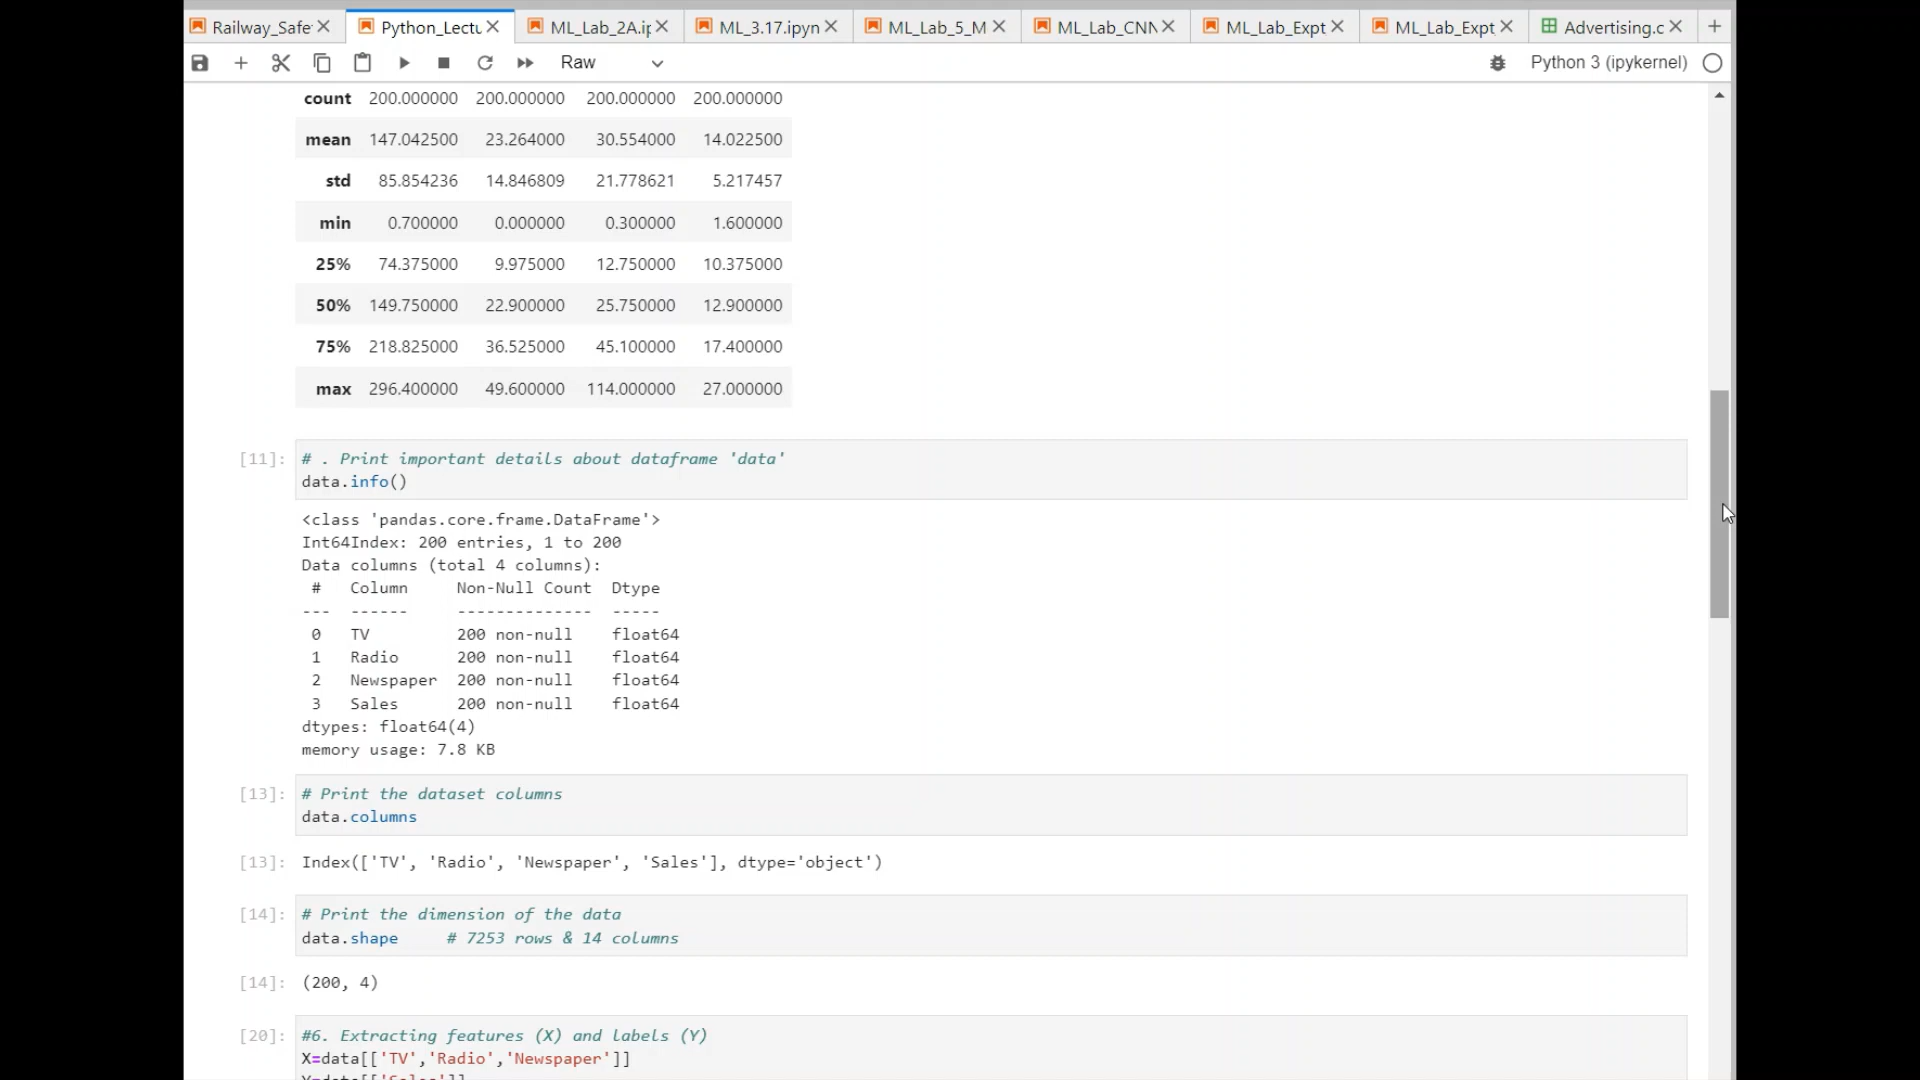 Railway_Safe Python_Lectu ML_Lab_2A.ip ML_3.17.ipyn ML_Lab_5_M ML_Lab_CNN ML_Lab_Expt ML_Lab_Expt Advertising.c
Raw Python 3 (ipykernel)
count 200.000000 200.000000 200.000000 200.000000
mean 147.042500 23.264000 30.554000 14.022500
std 85.854236 14.846809 21.778621 5.217457
min 0.700000 0.000000 0.300000 1.600000
25% 74.375000 9.975000 12.750000 10.375000
50% 149.750000 22.900000 25.750000 12.900000
75% 218.825000 36.525000 45.100000 17.400000
max 296.400000 49.600000 114.000000 27.000000
[11]: # . Print important details about dataframe 'data'
data.info()
<class 'pandas.core.frame.DataFrame'>
Int64Index: 200 entries, 1 to 200
Data columns (total 4 columns):
# Column Non-Null Count Dtype
--- ------ -------------- -----
0 TV 200 non-null float64
1 Radio 200 non-null float64
2 Newspaper 200 non-null float64
3 Sales 200 non-null float64
dtypes: float64(4)
memory usage: 7.8 KB
[13]: # Print the dataset columns
data.columns
[13]: Index(['TV', 'Radio', 'Newspaper', 'Sales'], dtype='object')
[14]: # Print the dimension of the data
data.shape # 7253 rows & 14 columns
[14]: (200, 4)
[20]: #6. Extracting features (X) and labels (Y)
X=data[['TV','Radio','Newspaper']]
Y=data[['Sales']]